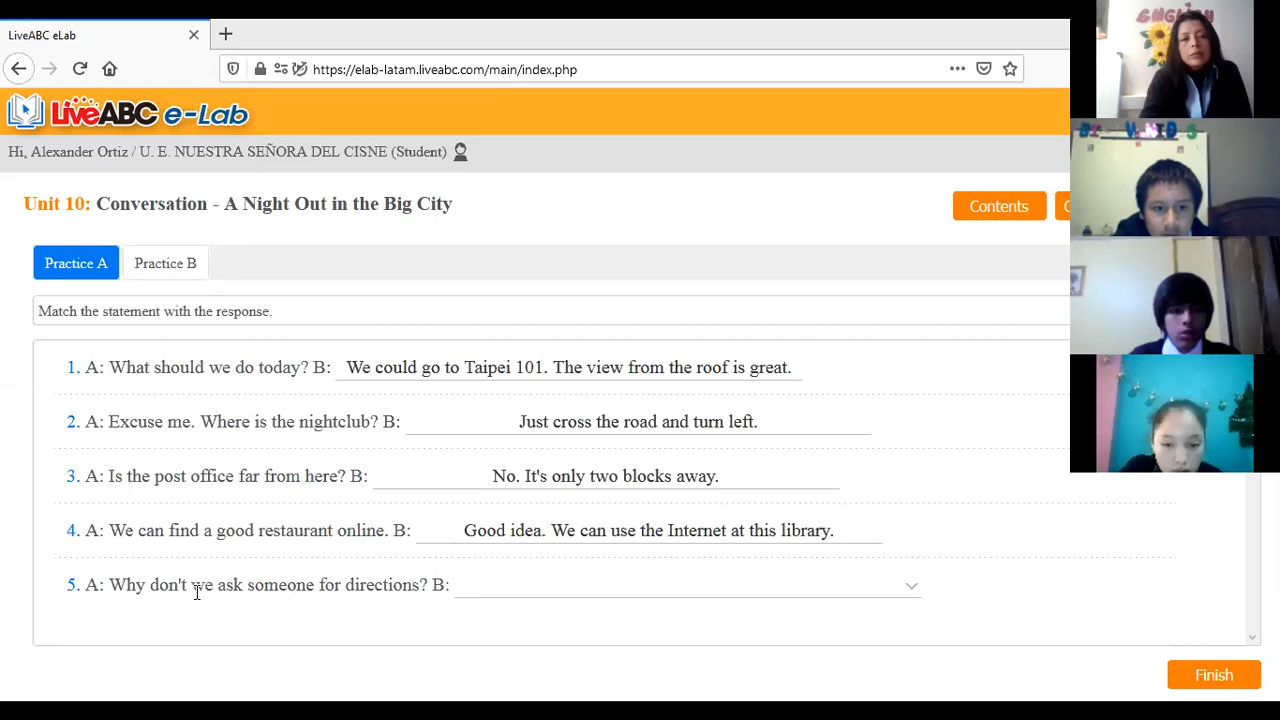 LiveABC eLab
https://elab-latam.liveabc.com/main/index.php
LiveABC e-Lab
Hi, Alexander Ortiz / U. E. NUESTRA SEÑORA DEL CISNE (Student)
Unit 10: Conversation - A Night Out in the Big City
Contents
Practice A
Practice B
Match the statement with the response.
1. A: What should we do today? B: We could go to Taipei 101. The view from the roof is great.
2. A: Excuse me. Where is the nightclub? B: Just cross the road and turn left.
3. A: Is the post office far from here? B: No. It's only two blocks away.
4. A: We can find a good restaurant online. B: Good idea. We can use the Internet at this library.
5. A: Why don't we ask someone for directions? B:
Finish
ENGLISH